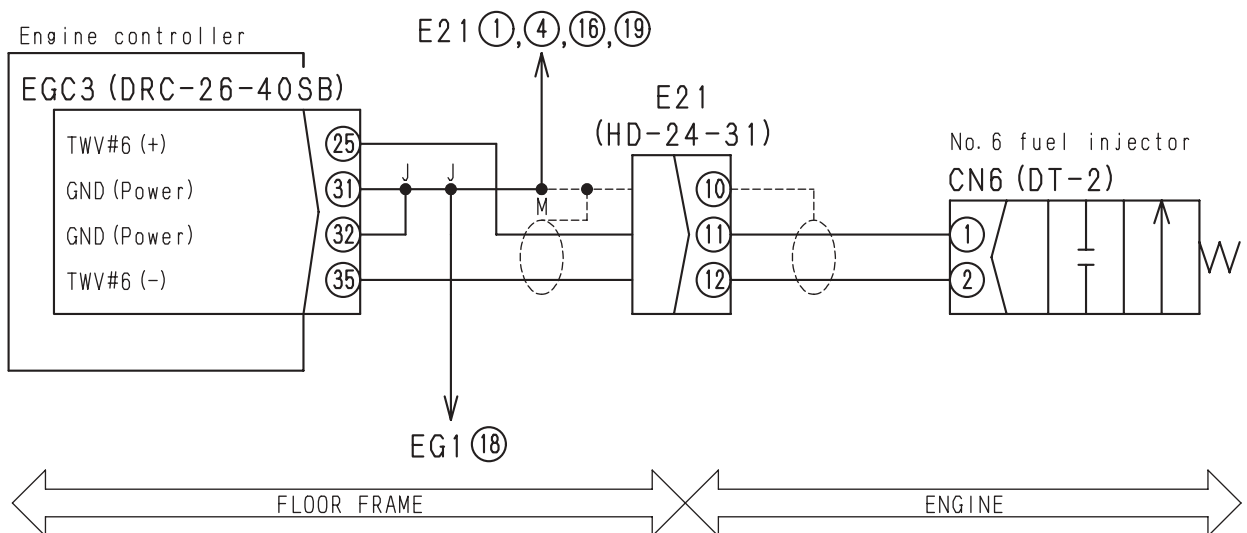 E21 ①,④,⑯,⑲
Engine controller
EGC3 (DRC-26-40SB)
E21
(HD-24-31)
No. 6 fuel injector
CN6 (DT-2)
TWV#6 (+) ㉕
GND (Power) ㉛ J J M ⑩
GND (Power) ㉜ ⑪ ①
TWV#6 (-) ㉟ ⑫ ②
EG1 ⑱
FLOOR FRAME ENGINE